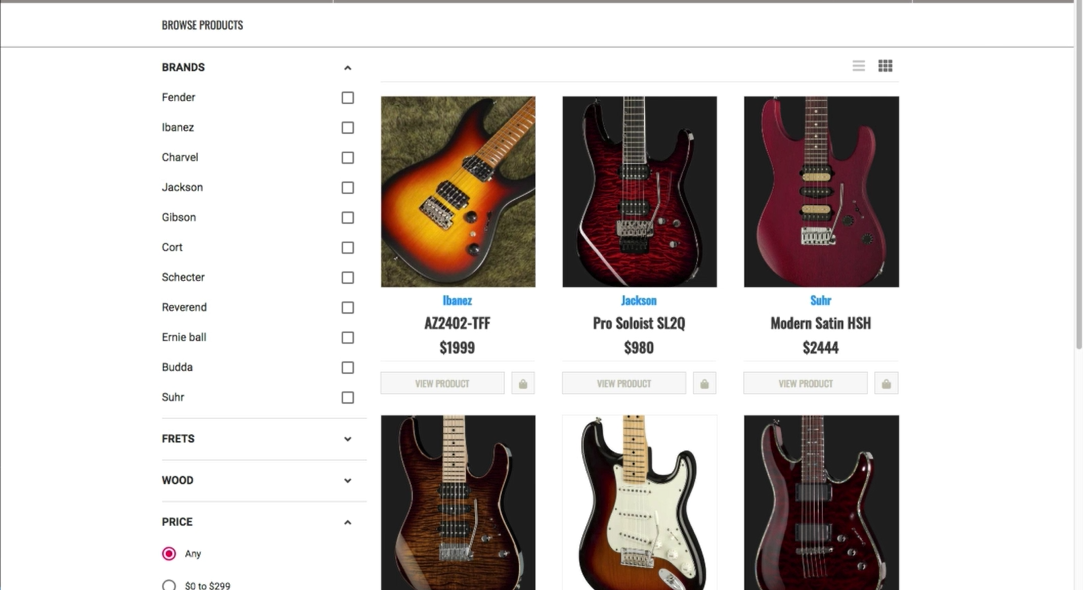 BROWSE PRODUCTS
BRANDS
Fender
Ibanez
Charvel
Jackson
Gibson
Cort
Schecter
Reverend
Ernie ball
Budda
Suhr
FRETS
WOOD
PRICE
Any
$0 to $299
Ibanez
AZ2402-TFF
$1999
VIEW PRODUCT
Jackson
Pro Soloist SL2Q
$980
VIEW PRODUCT
Suhr
Modern Satin HSH
$2444
VIEW PRODUCT